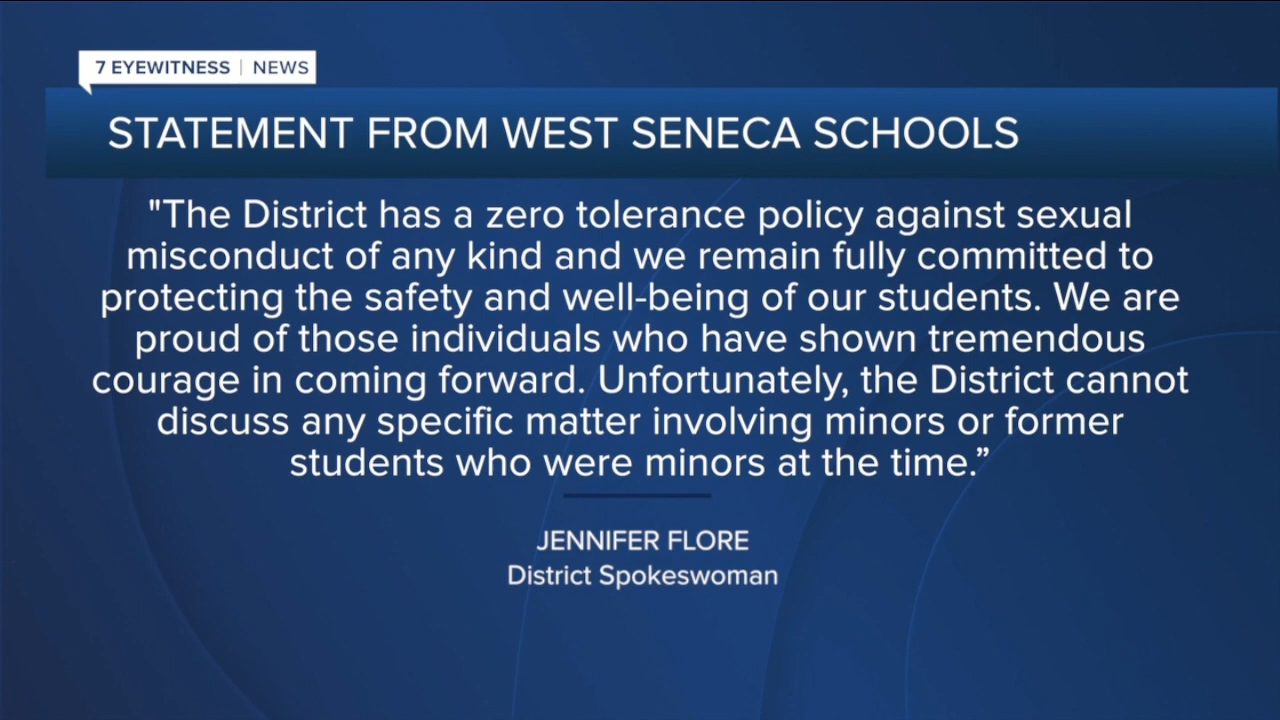 7 EYEWITNESS | NEWS
STATEMENT FROM WEST SENECA SCHOOLS
"The District has a zero tolerance policy against sexual
misconduct of any kind and we remain fully committed to
protecting the safety and well-being of our students. We are
proud of those individuals who have shown tremendous
courage in coming forward. Unfortunately, the District cannot
discuss any specific matter involving minors or former
students who were minors at the time.”
JENNIFER FLORE
District Spokeswoman